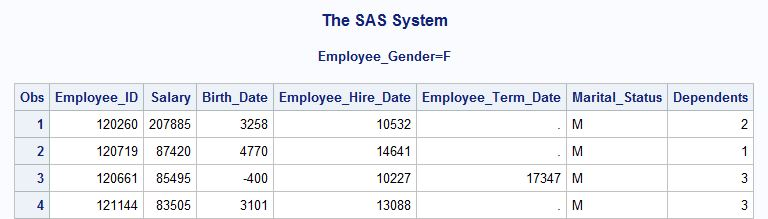 The SAS System
Employee_Gender=F
Obs Employee_ID Salary Birth_Date Employee_Hire_Date Employee_Term_Date Marital_Status Dependents
1 120260 207885 3258 10532 . M 2
2 120719 87420 4770 14641 . M 1
3 120661 85495 -400 10227 17347 M 3
4 121144 83505 3101 13088 . M 3